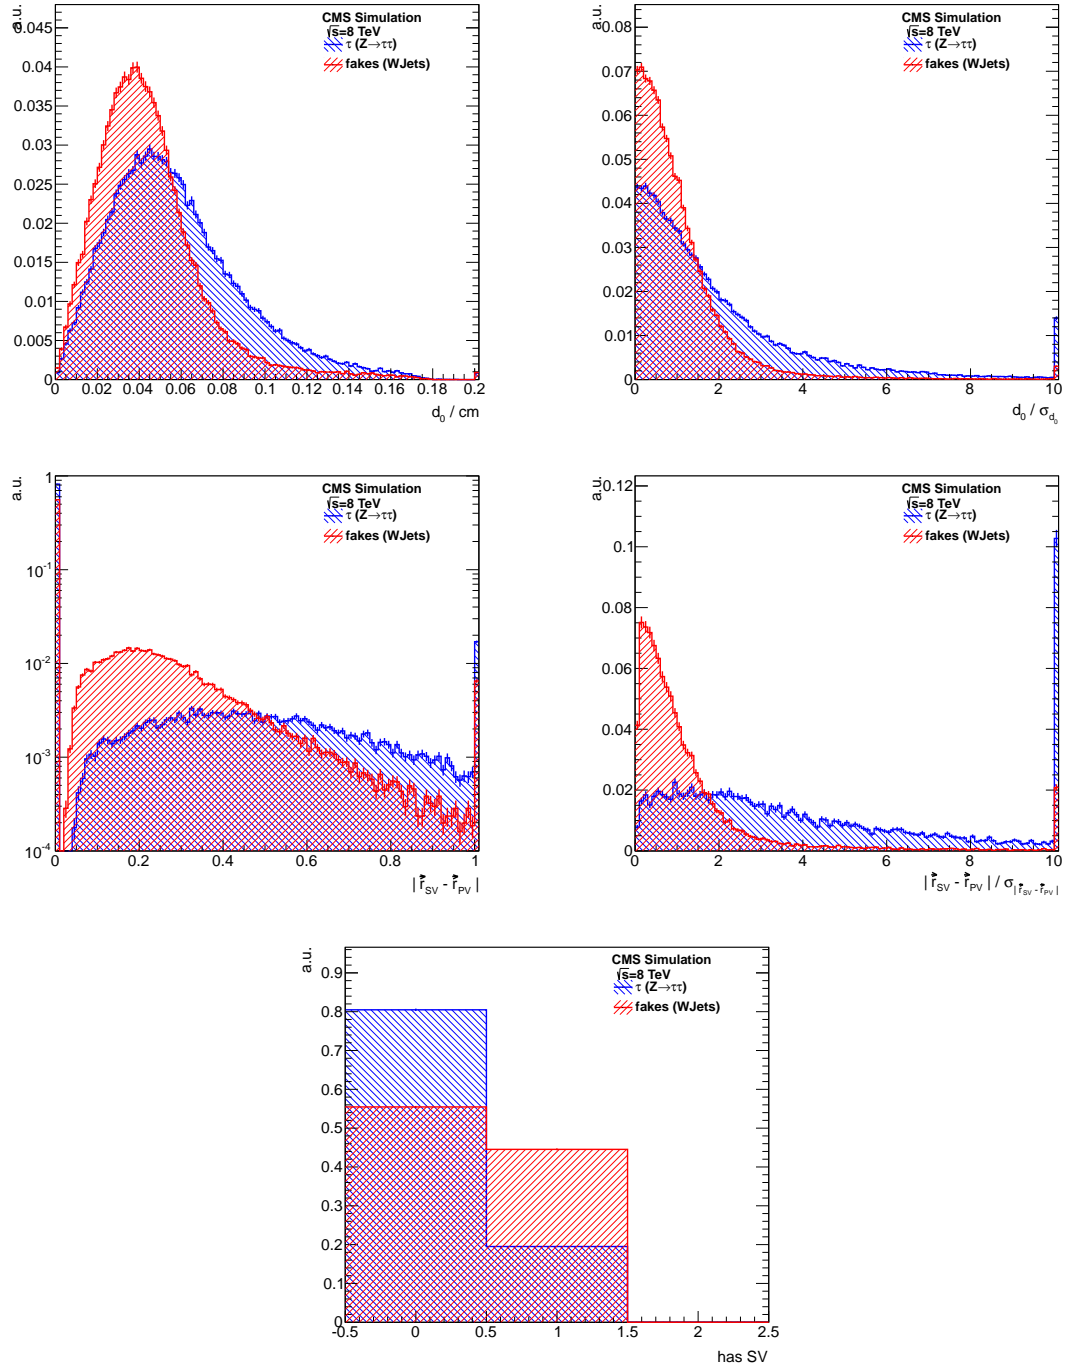 a.u.
CMS Simulation
√s=8 TeV
τ (Z→ττ)
fakes (WJets)
0.045
0.04
0.035
0.03
0.025
0.02
0.015
0.01
0.005
0
0 0.02 0.04 0.06 0.08 0.1 0.12 0.14 0.16 0.18 0.2
d₀ / cm
a.u.
CMS Simulation
√s=8 TeV
τ (Z→ττ)
fakes (WJets)
0.08
0.07
0.06
0.05
0.04
0.03
0.02
0.01
0
0 2 4 6 8 10
d₀ / σ_d₀
a.u.
CMS Simulation
√s=8 TeV
τ (Z→ττ)
fakes (WJets)
1
10⁻¹
10⁻²
10⁻³
10⁻⁴
0 0.2 0.4 0.6 0.8 1
| r⃗_SV - r⃗_PV |
a.u.
CMS Simulation
√s=8 TeV
τ (Z→ττ)
fakes (WJets)
0.12
0.1
0.08
0.06
0.04
0.02
0
0 2 4 6 8 10
| r⃗_SV - r⃗_PV | / σ_| r⃗_SV - r⃗_PV |
a.u.
CMS Simulation
√s=8 TeV
τ (Z→ττ)
fakes (WJets)
0.9
0.8
0.7
0.6
0.5
0.4
0.3
0.2
0.1
0
-0.5 0 0.5 1 1.5 2 2.5
has SV